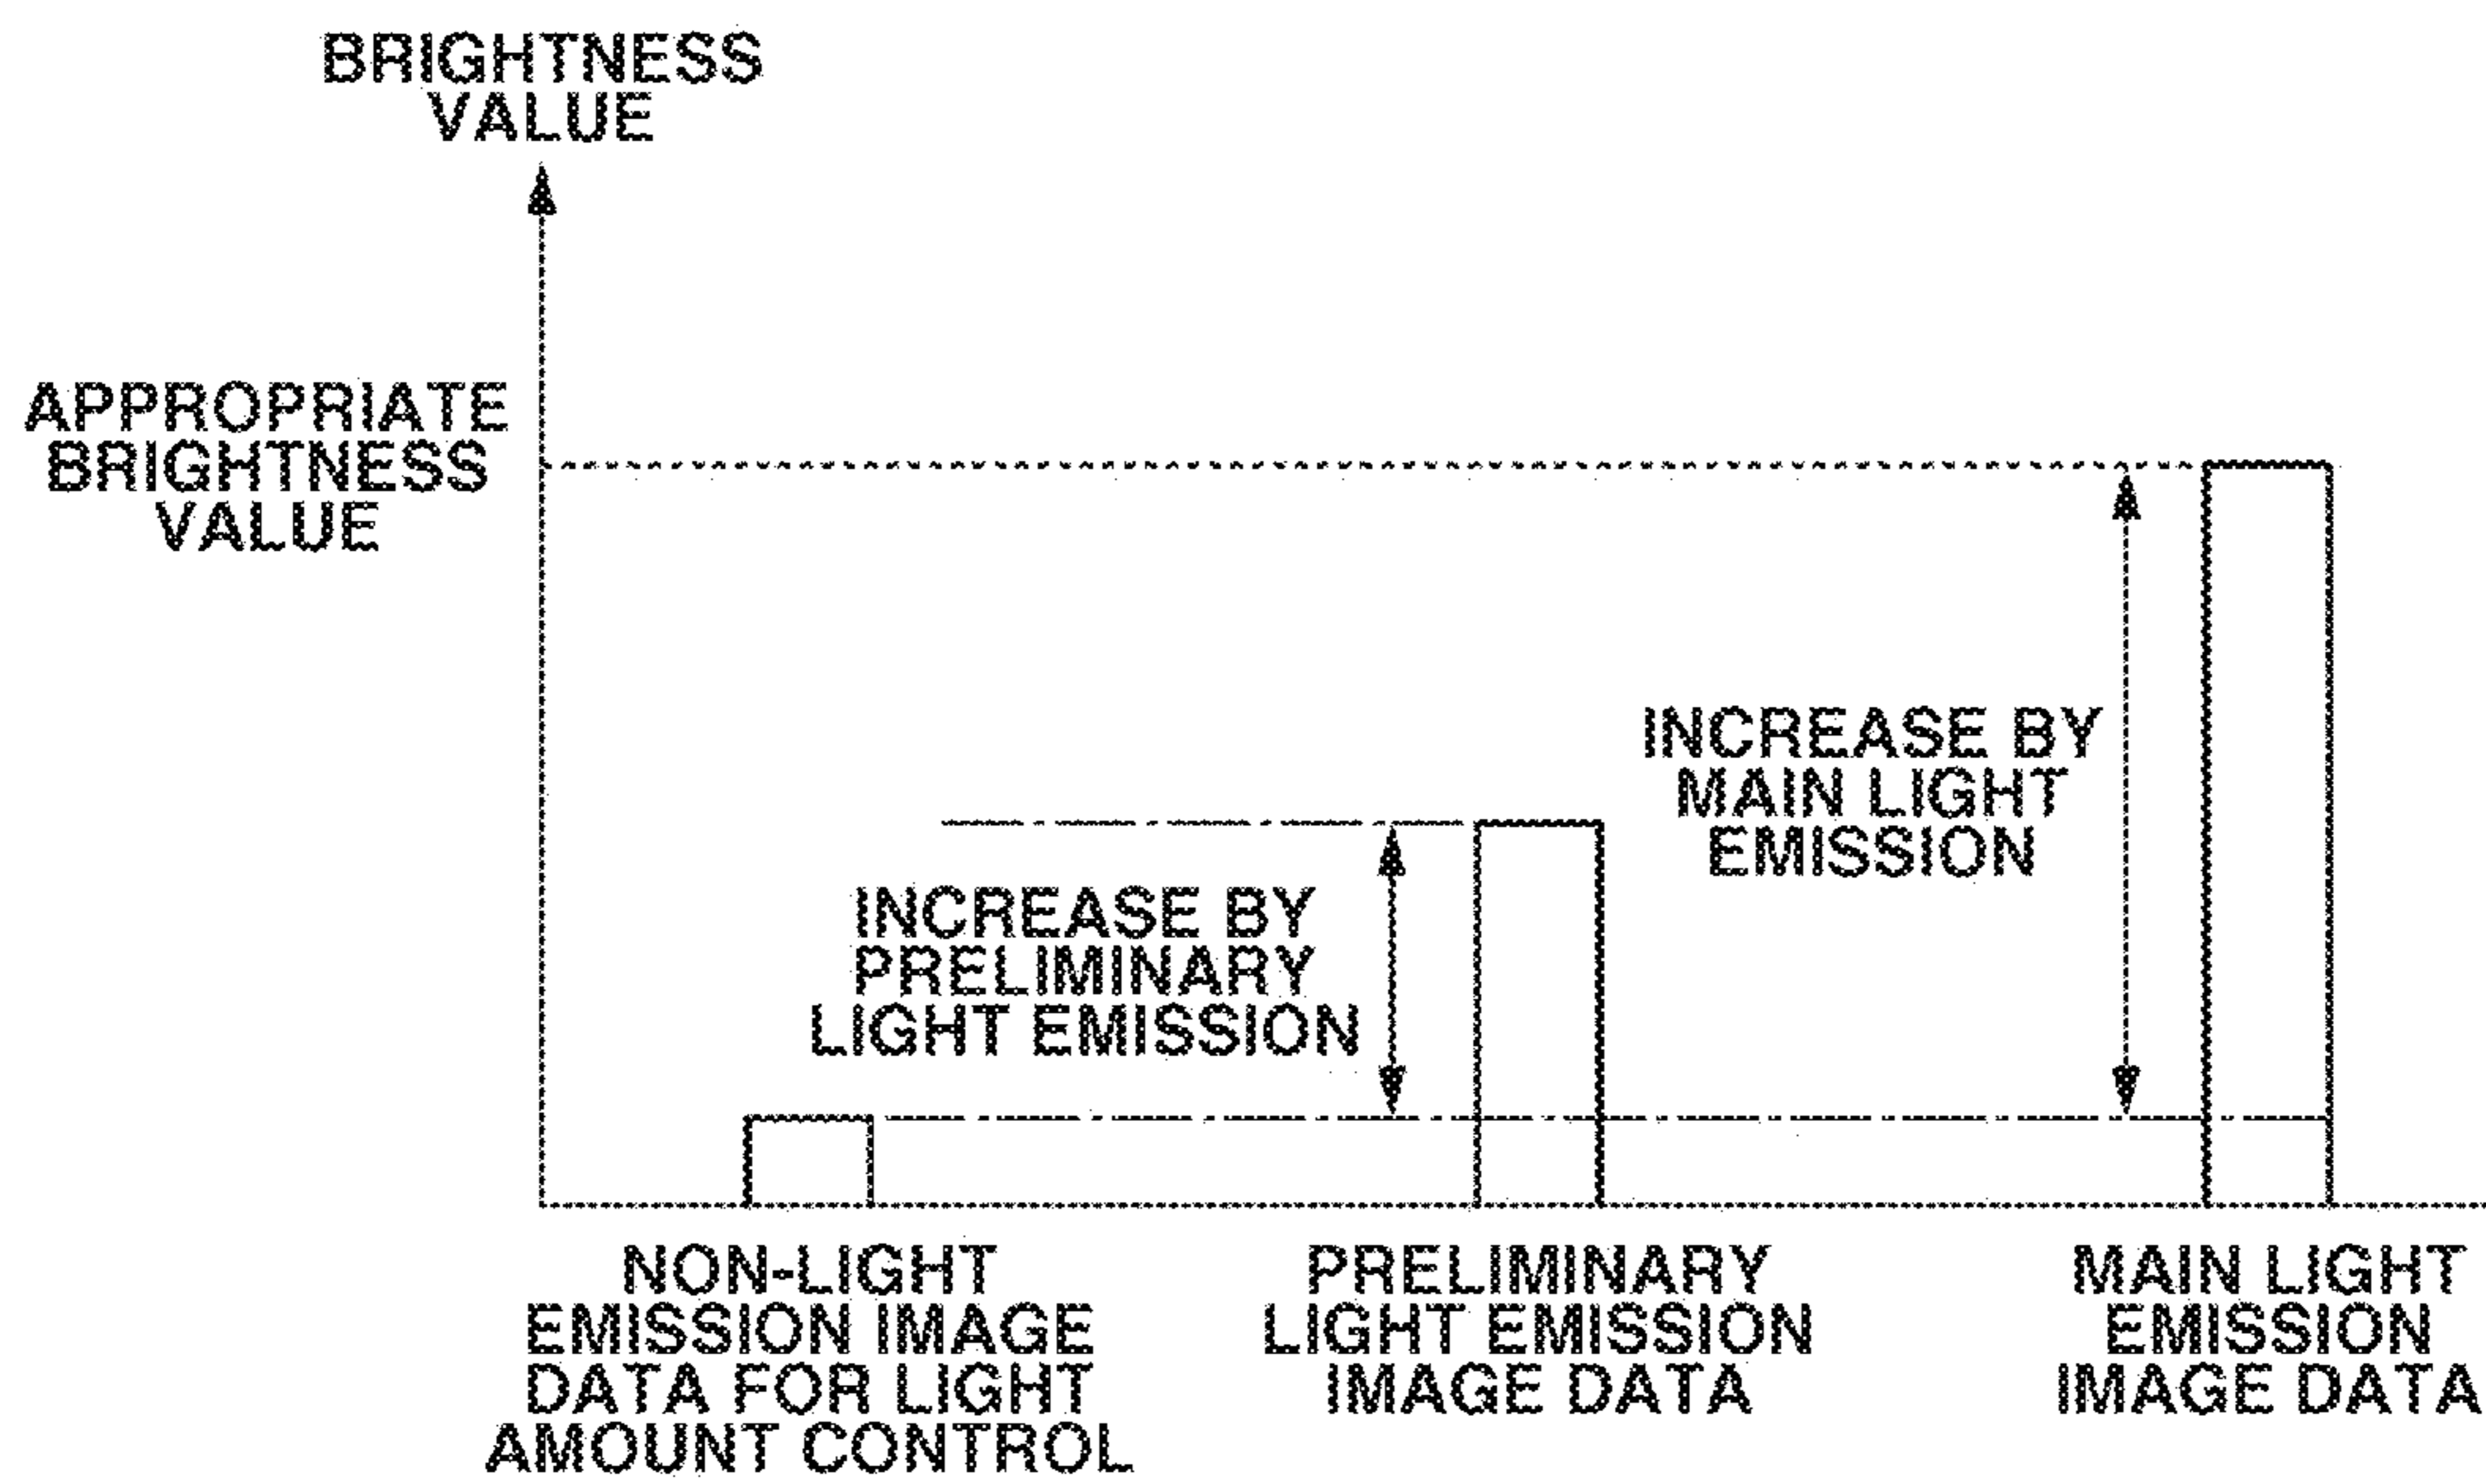 BRIGHTNESS
VALUE
APPROPRIATE
BRIGHTNESS
VALUE
INCREASE BY
MAIN LIGHT
EMISSION
INCREASE BY
PRELIMINARY
LIGHT EMISSION
NON-LIGHT
EMISSION IMAGE
DATA FOR LIGHT
AMOUNT CONTROL
PRELIMINARY
LIGHT EMISSION
IMAGE DATA
MAIN LIGHT
EMISSION
IMAGE DATA